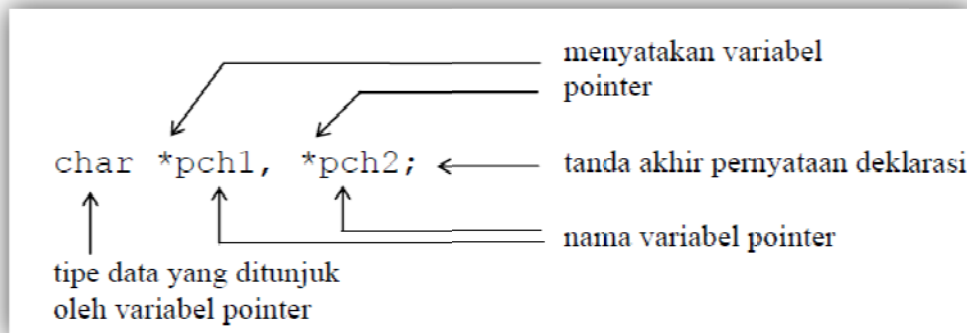 menyatakan variabel
pointer
char *pch1, *pch2;
tanda akhir pernyataan deklarasi
nama variabel pointer
tipe data yang ditunjuk
oleh variabel pointer